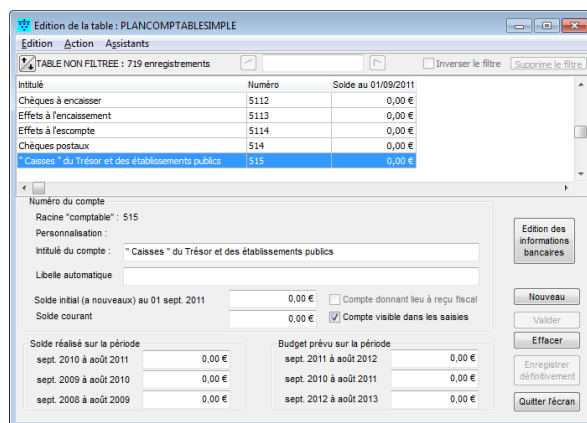 Edition de la table : PLANCOMPTABLESIMPLE
Edition Action Assistants
TABLE NON FILTREE : 719 enregistrements Inverser le filtre Supprime le filtre
Intitulé Numéro Solde au 01/09/2011
Chèques à encaisser 5112 0,00 €
Effets à l'encaissement 5113 0,00 €
Effets à l'escompte 5114 0,00 €
Chèques postaux 514 0,00 €
" Caisses " du Trésor et des établissements publics 515 0,00 €
Numéro du compte
Racine "comptable" : 515
Personnalisation :
Intitulé du compte : " Caisses " du Trésor et des établissements publics
Libelle automatique
Edition des
informations
bancaires
Solde initial (a nouveaux) au 01 sept. 2011 0,00 € Compte donnant lieu à reçu fiscal
Solde courant 0,00 € Compte visible dans les saisies
Nouveau
Valider
Effacer
Enregistrer
définitivement
Quitter l'écran
Solde réalisé sur la période
sept. 2010 à août 2011 0,00 €
sept. 2009 à août 2010 0,00 €
sept. 2008 à août 2009 0,00 €
Budget prévu sur la période
sept. 2011 à août 2012 0,00 €
sept. 2010 à août 2011 0,00 €
sept. 2012 à août 2013 0,00 €